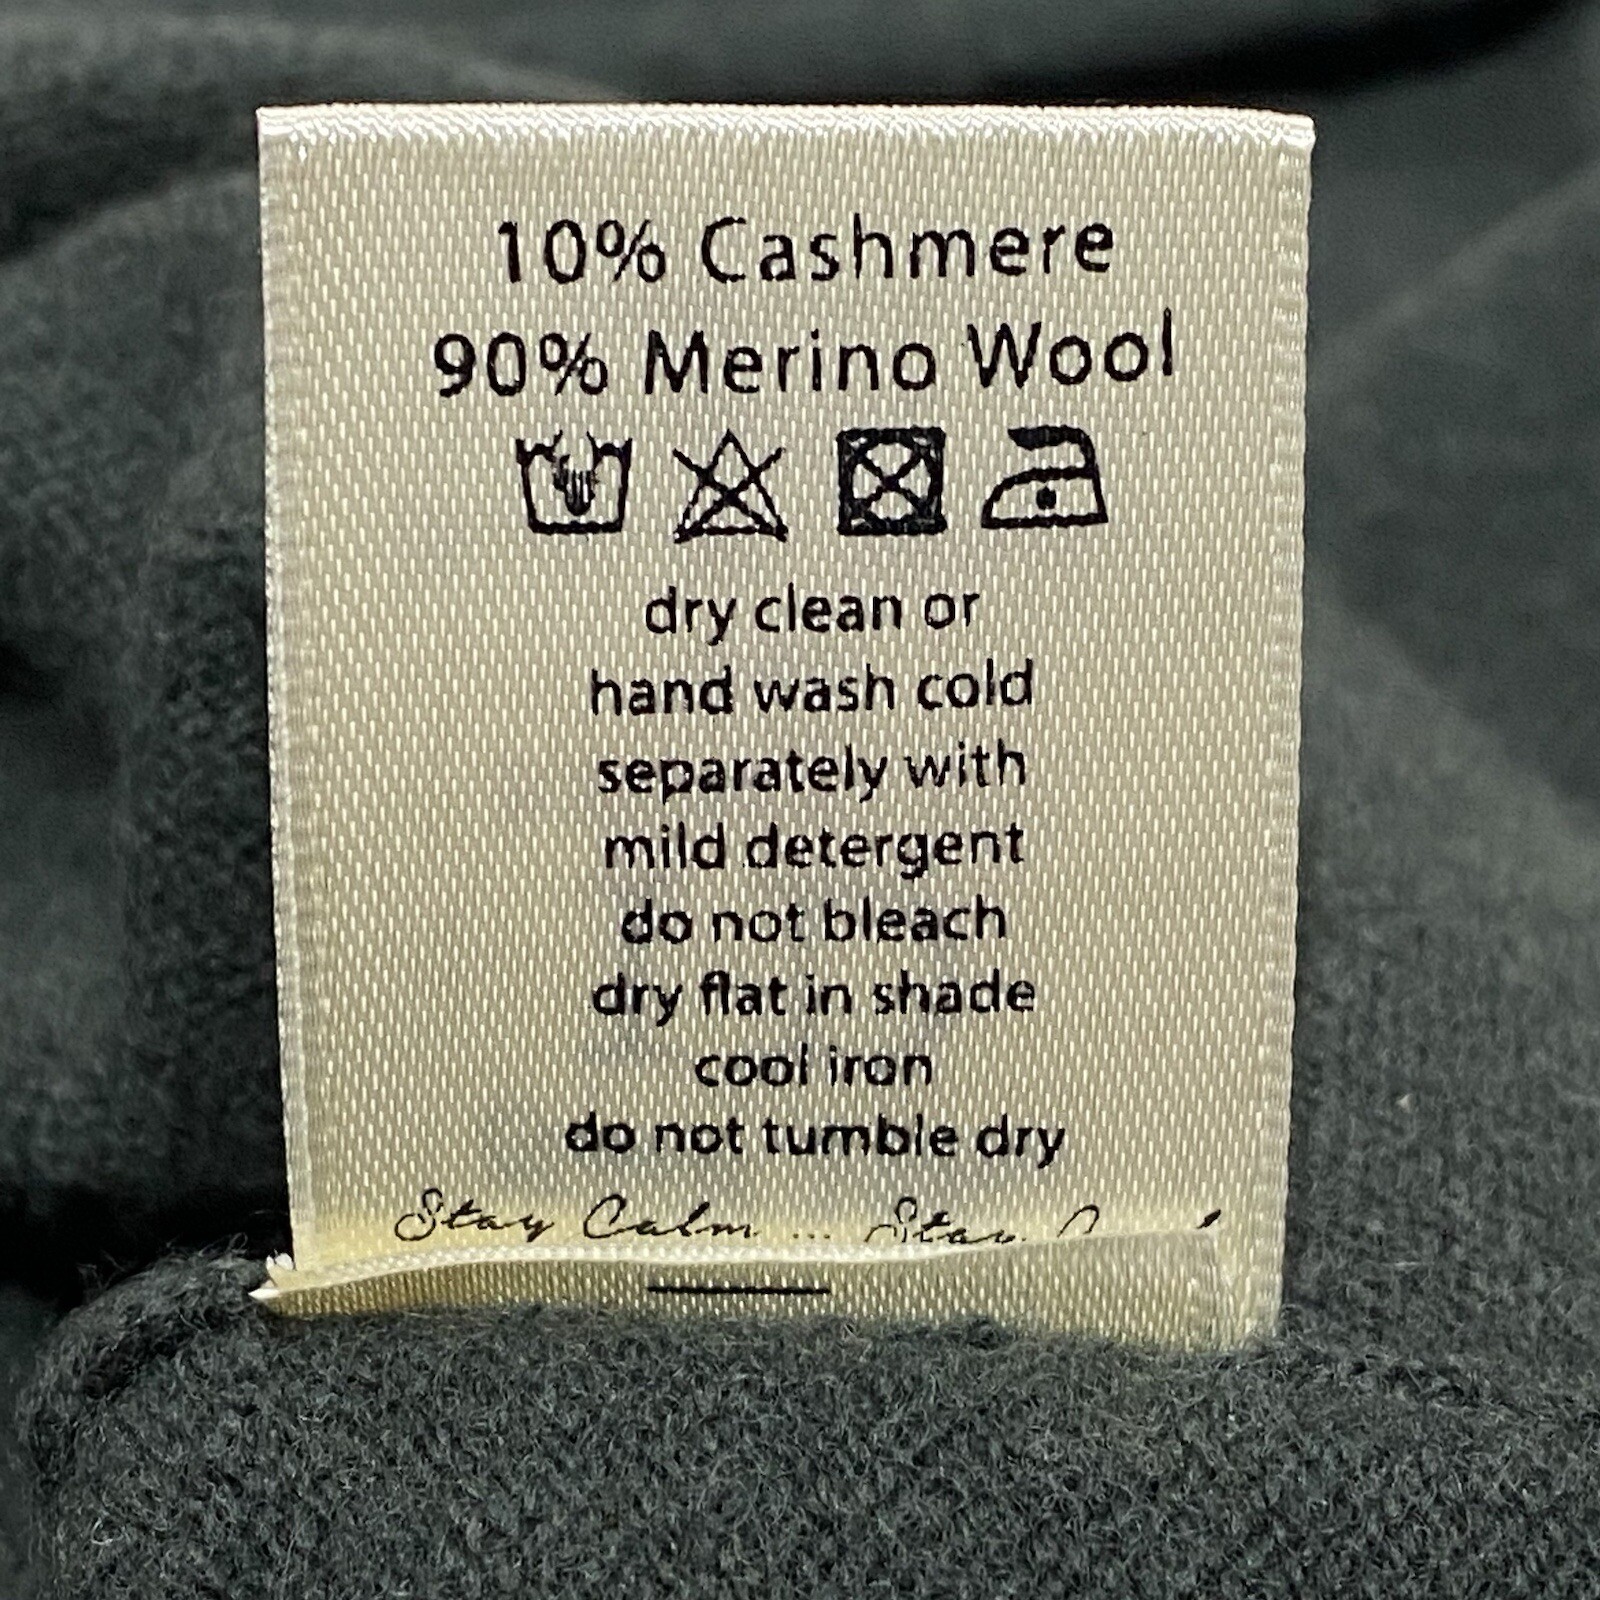 10% Cashmere
90% Merino Wool
dry clean or
hand wash cold
separately with
mild detergent
do not bleach
dry flat in shade
cool iron
do not tumble dry
Stay Calm ... Stay